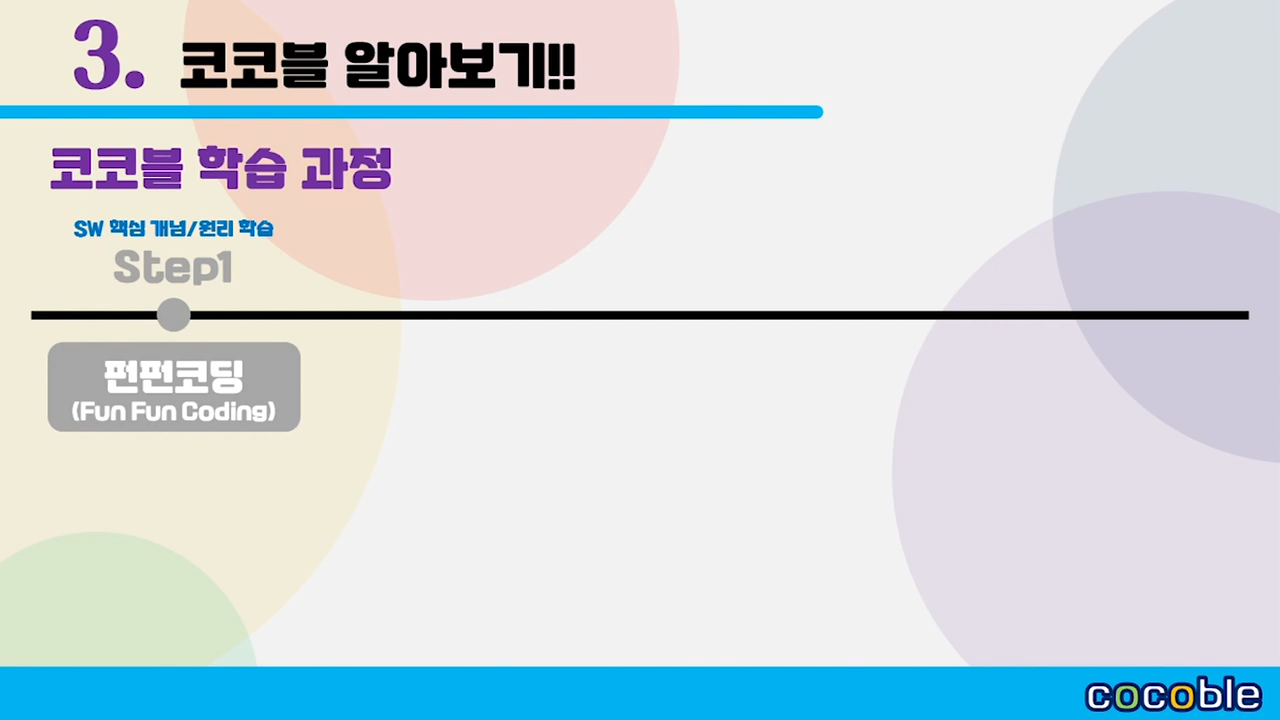 3. 코코블 알아보기!!
코코블 학습 과정
SW 핵심 개념/원리 학습
Step1
펀펀코딩
(Fun Fun Coding)
cocoble